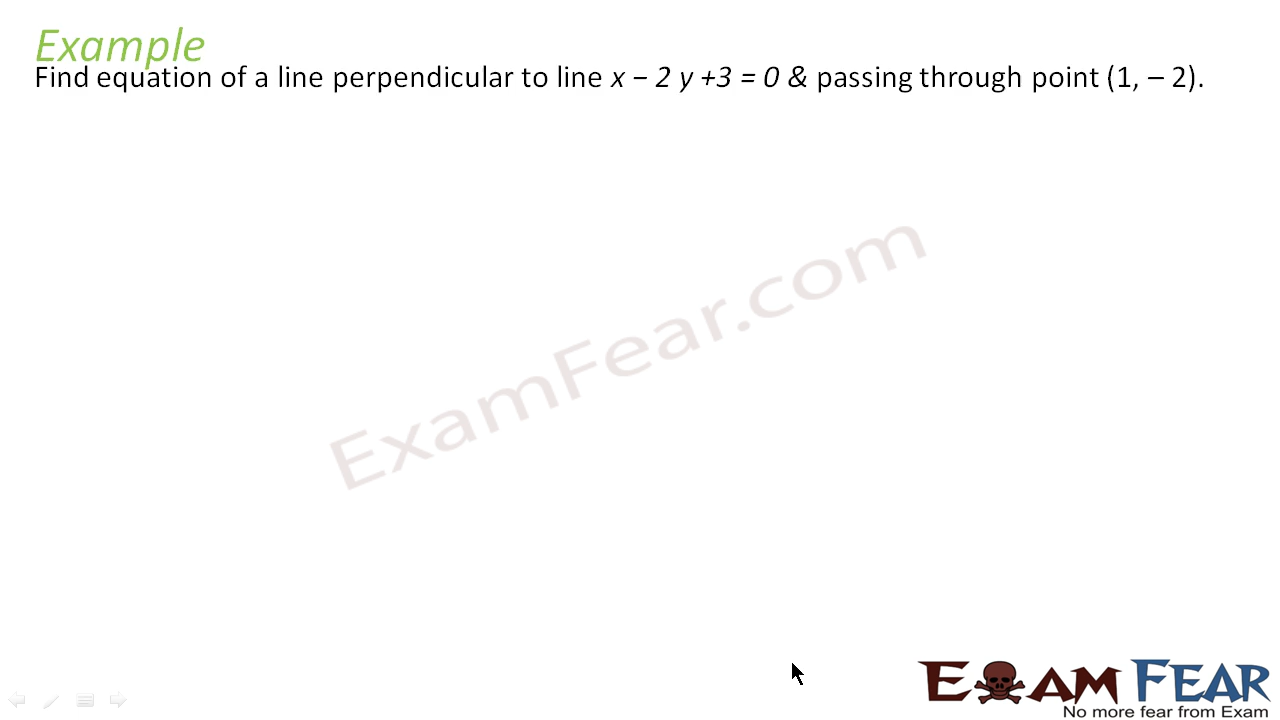 Example
Find equation of a line perpendicular to line x − 2 y +3 = 0 & passing through point (1, – 2).
ExamFear.com
EXAM FEAR
No more fear from Exam